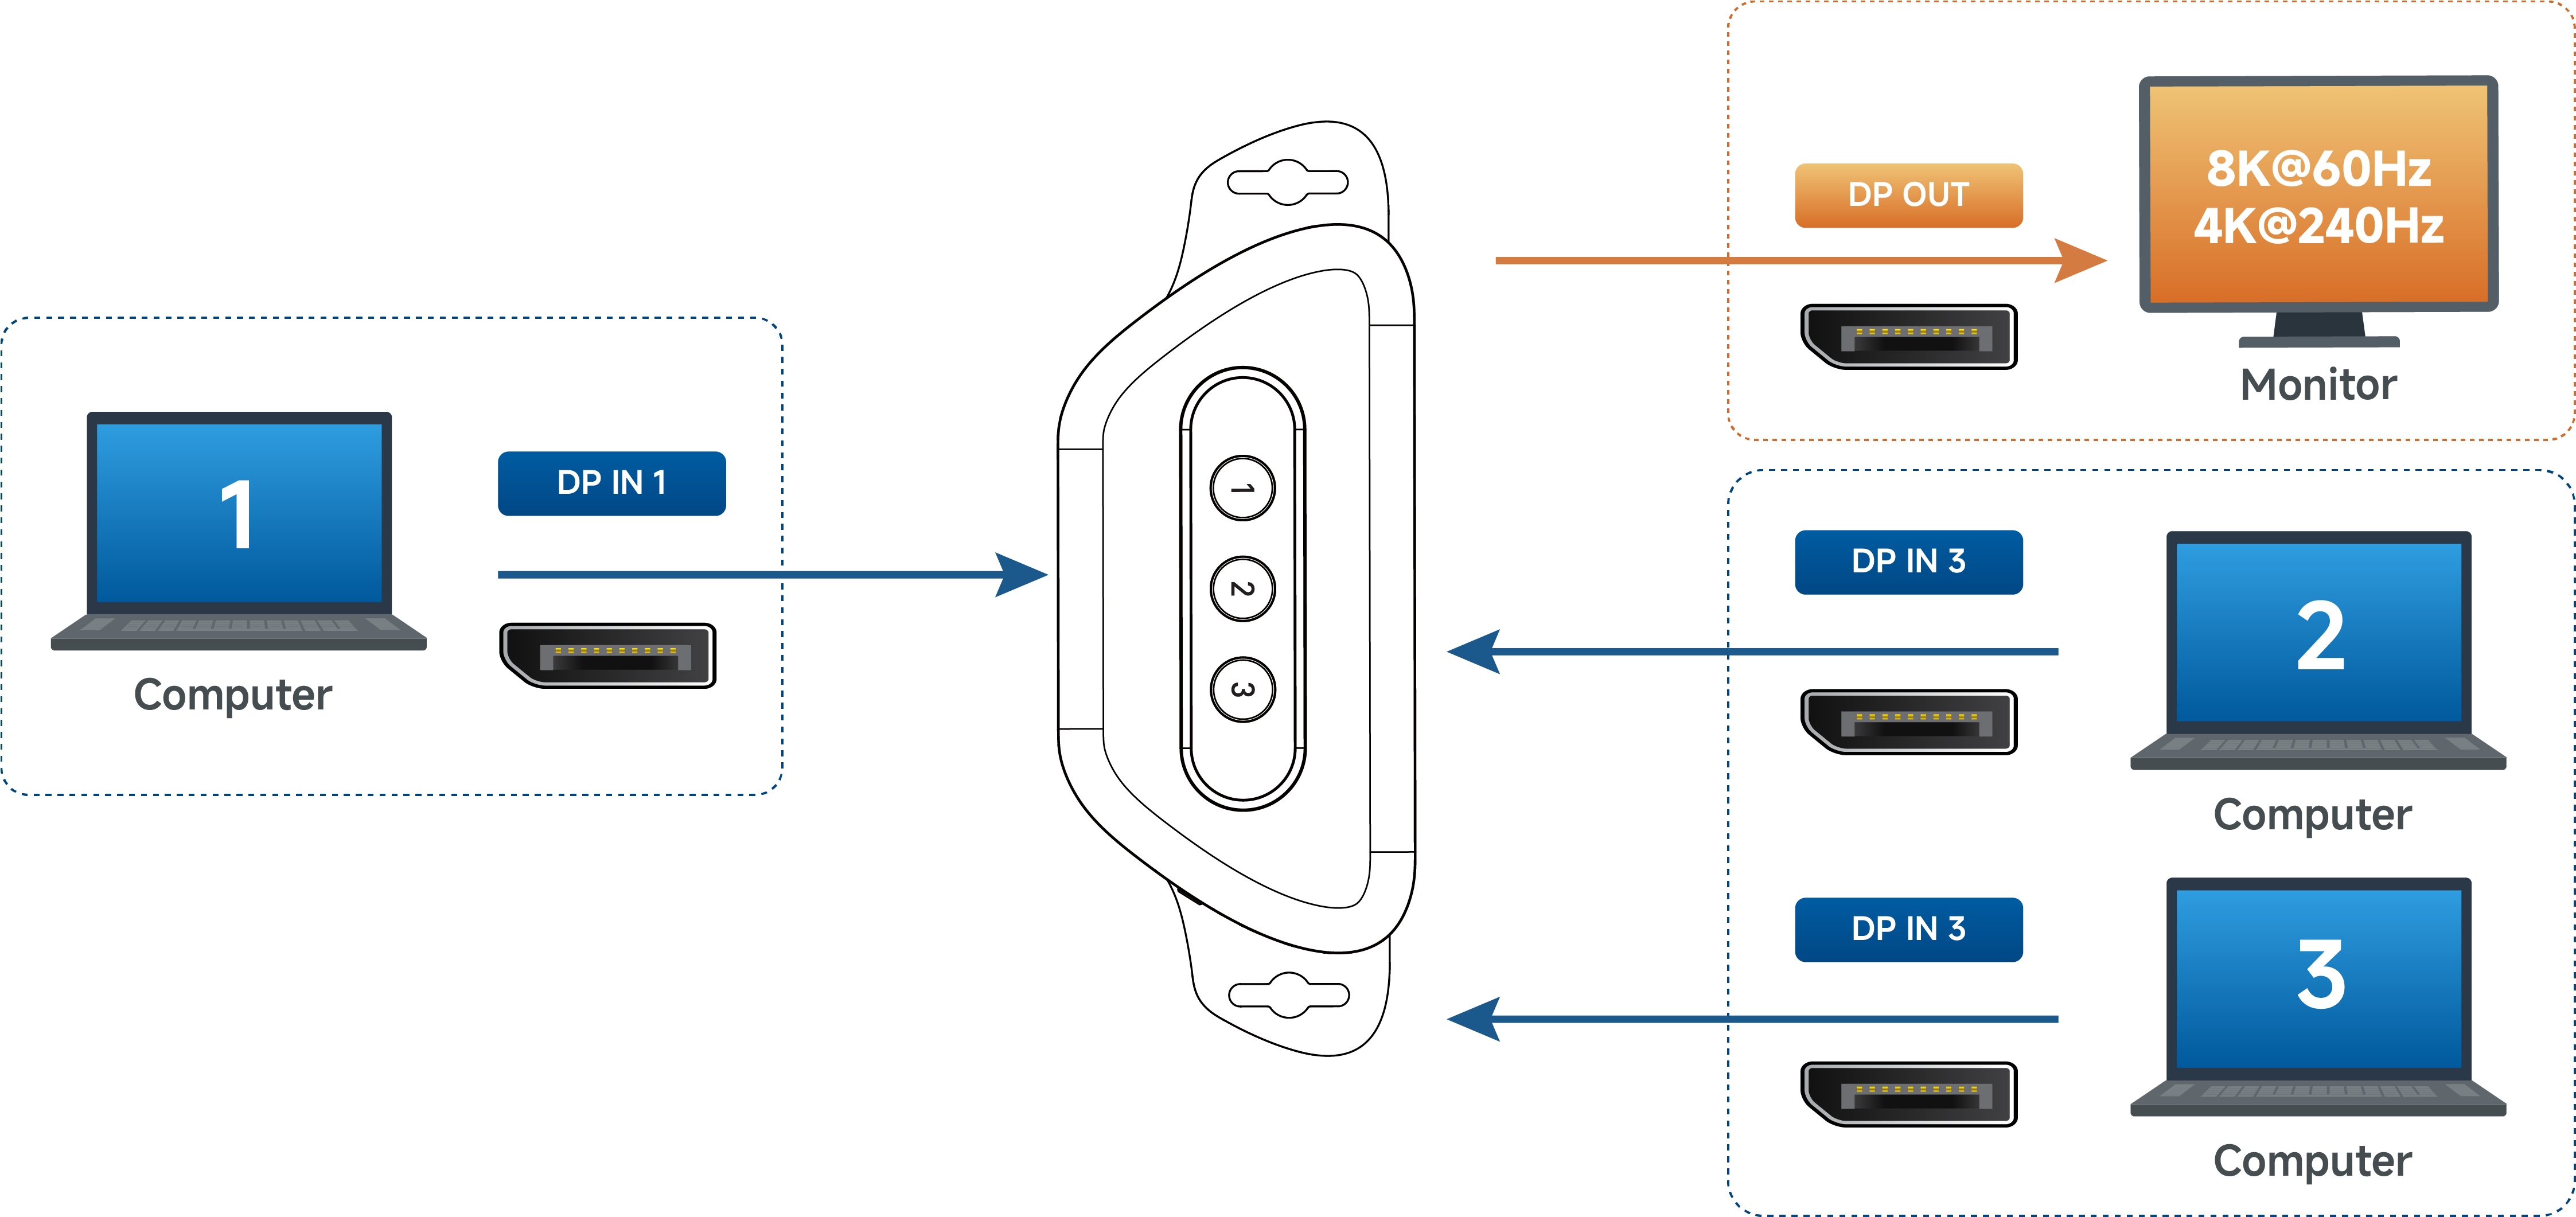 1
Computer
DP IN 1
1
2
3
DP OUT
8K@60Hz
4K@240Hz
Monitor
DP IN 3
2
Computer
DP IN 3
3
Computer